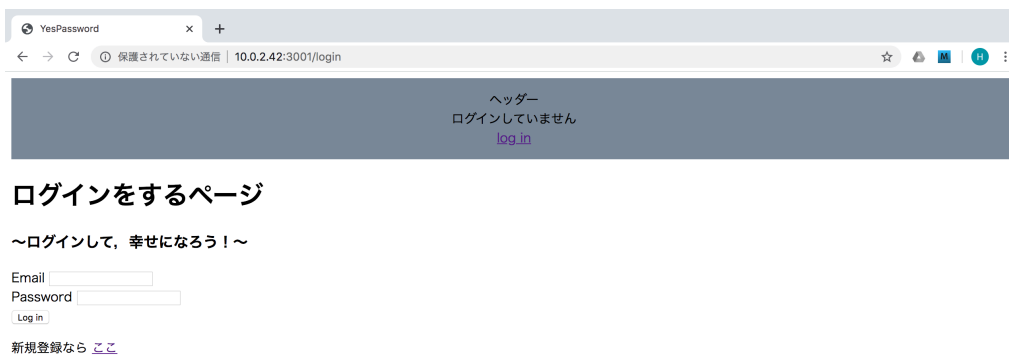 YesPassword
保護されていない通信 10.0.2.42:3001/login
M
H
ヘッダー
ログインしていません
log in
ログインをするページ
〜ログインして，幸せになろう！〜
Email
Password
Log in
新規登録なら ここ